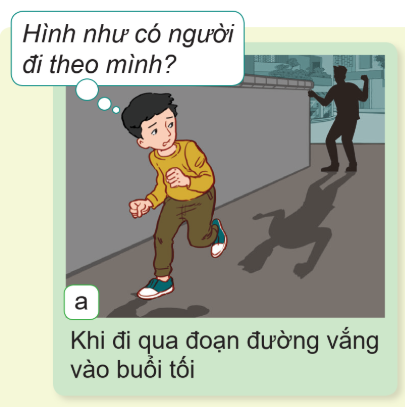 Hình như có người
đi theo mình?
a
Khi đi qua đoạn đường vắng
vào buổi tối